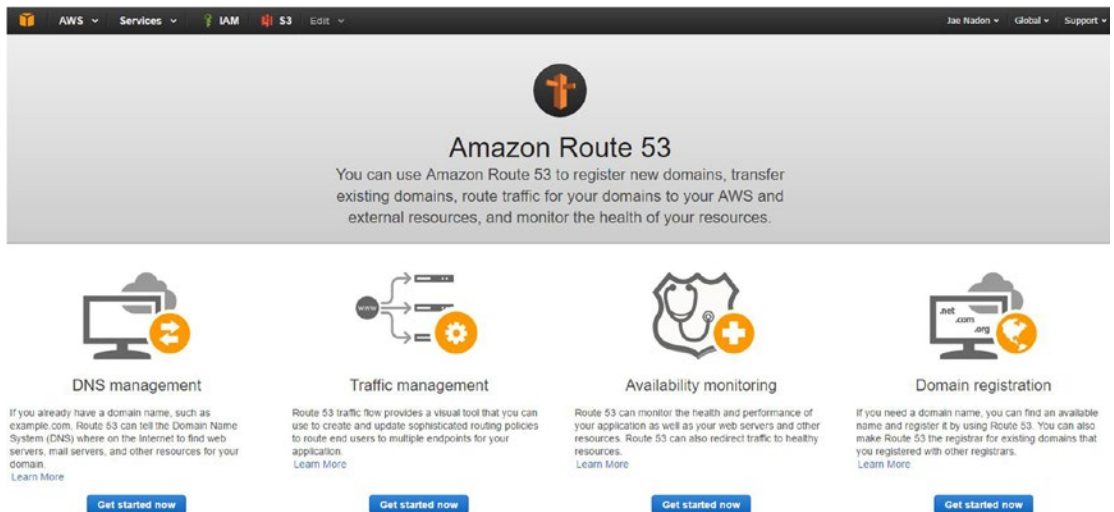 AWS Services IAM S3 Edit Jae Nadon Global Support
Amazon Route 53
You can use Amazon Route 53 to register new domains, transfer
existing domains, route traffic for your domains to your AWS and
external resources, and monitor the health of your resources.
www
.net
.com
.org
DNS management
If you already have a domain name, such as
example.com, Route 53 can tell the Domain Name
System (DNS) where on the Internet to find web
servers, mail servers, and other resources for your
domain.
Learn More
Get started now
Traffic management
Route 53 traffic flow provides a visual tool that you can
use to create and update sophisticated routing policies
to route end users to multiple endpoints for your
application.
Learn More
Get started now
Availability monitoring
Route 53 can monitor the health and performance of
your application as well as your web servers and other
resources. Route 53 can also redirect traffic to healthy
resources.
Learn More
Get started now
Domain registration
If you need a domain name, you can find an available
name and register it by using Route 53. You can also
make Route 53 the registrar for existing domains that
you registered with other registrars.
Learn More
Get started now